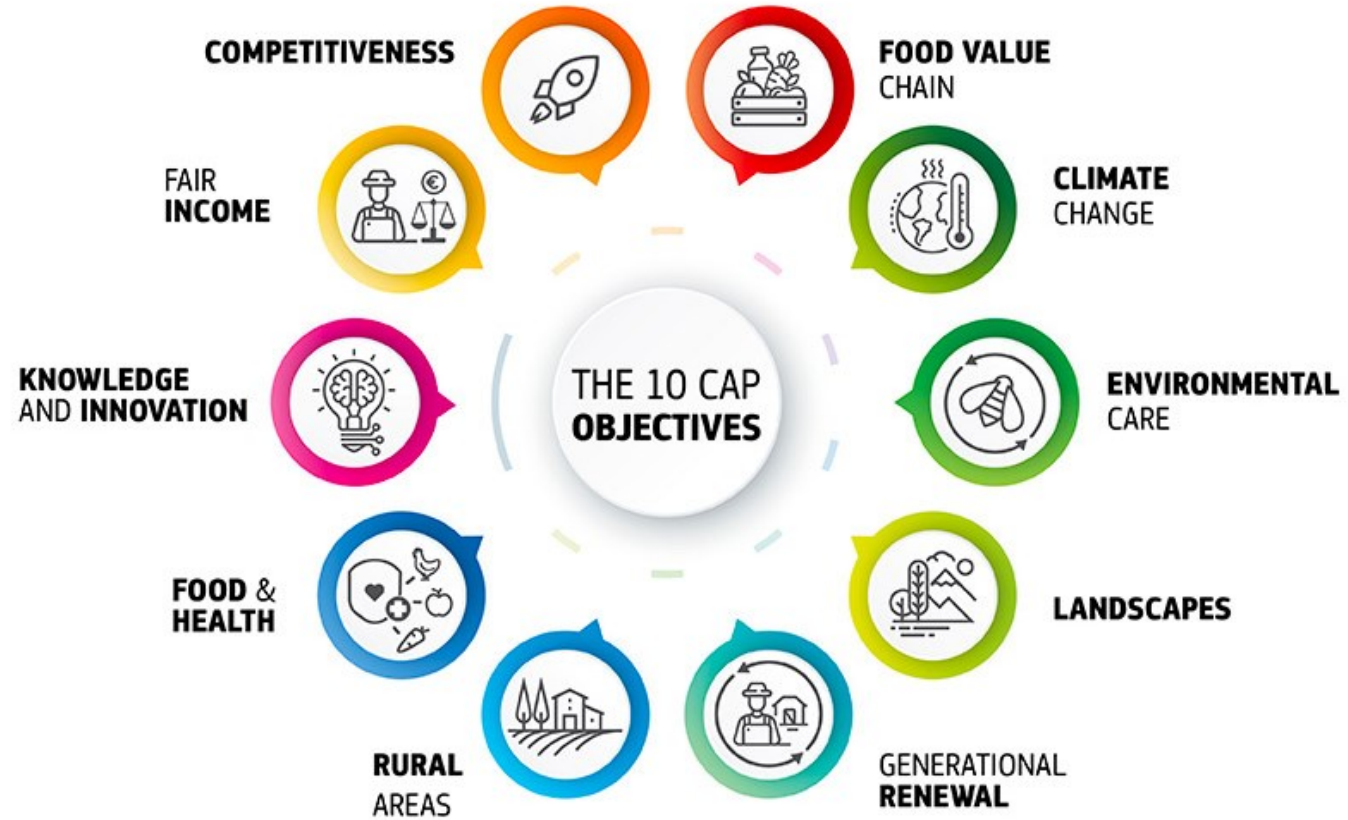 COMPETITIVENESS
FOOD VALUE
CHAIN
FAIR
INCOME
CLIMATE
CHANGE
KNOWLEDGE
AND INNOVATION
THE 10 CAP
OBJECTIVES
ENVIRONMENTAL
CARE
FOOD &
HEALTH
LANDSCAPES
RURAL
AREAS
GENERATIONAL
RENEWAL